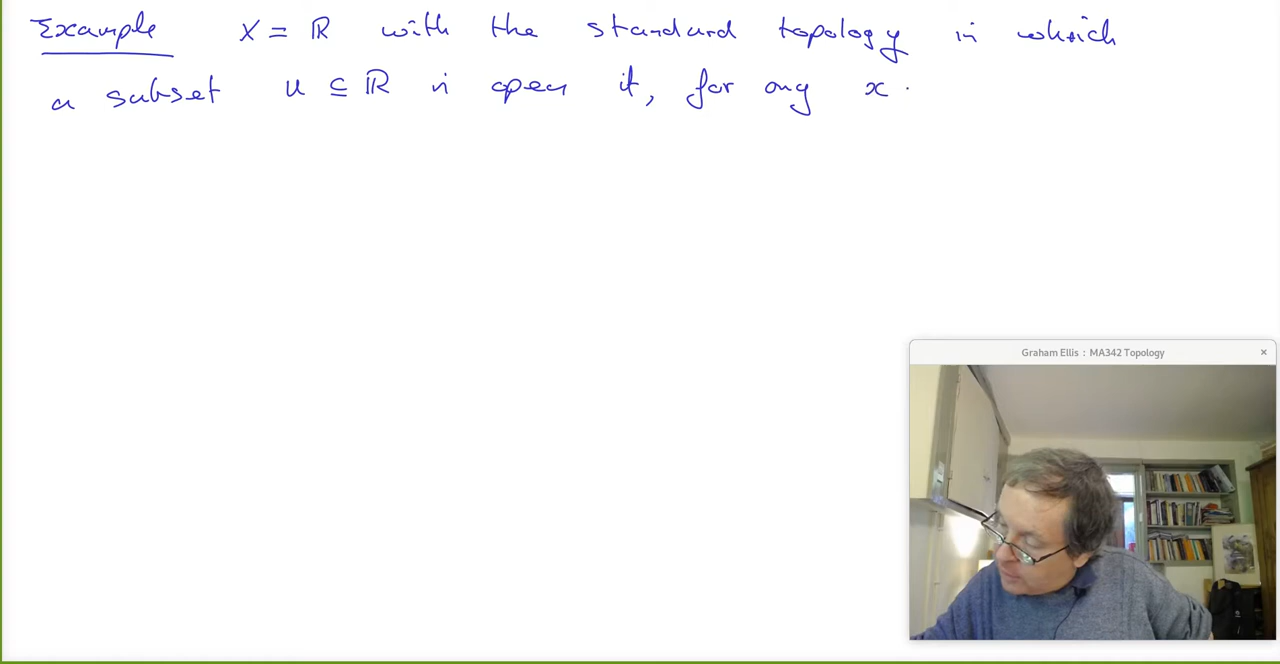 Example X = ℝ with the standard topology in which
a subset U ⊆ ℝ is open if, for any x
Graham Ellis : MA342 Topology